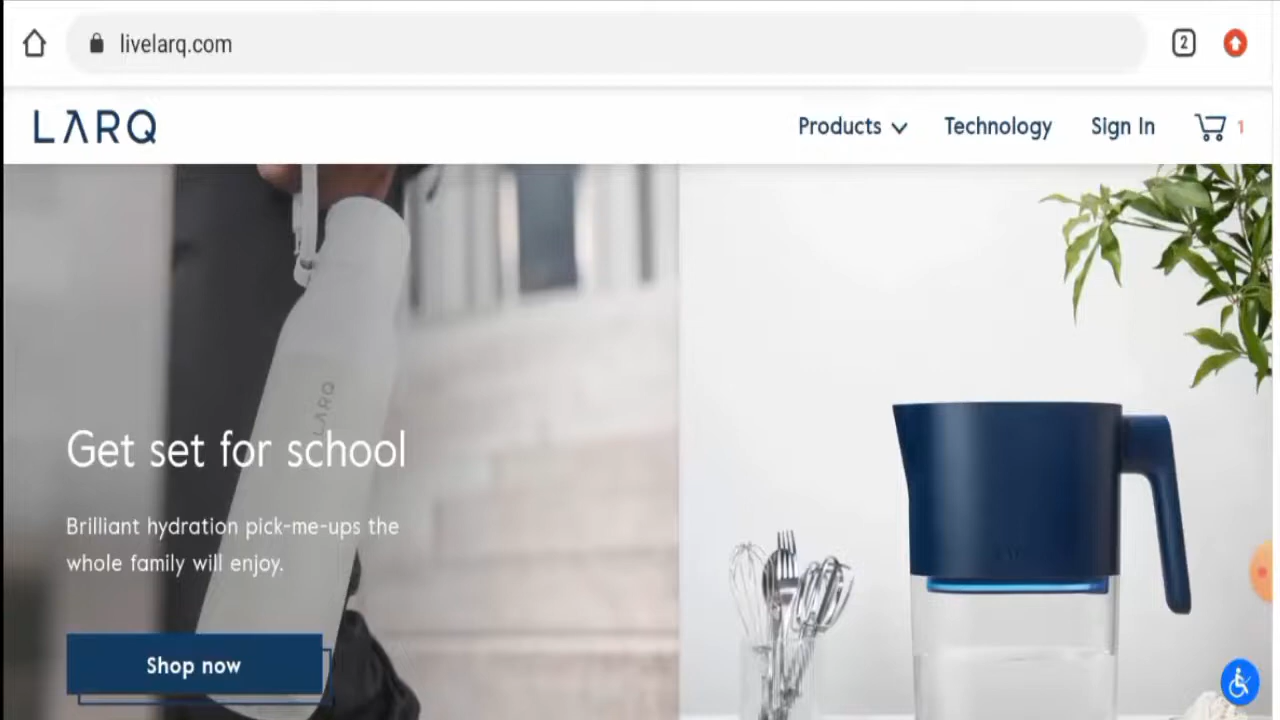 livelarq.com
2
LARQ
Products
Technology
Sign In
1
LARQ
Get set for school
Brilliant hydration pick-me-ups the
whole family will enjoy.
Shop now